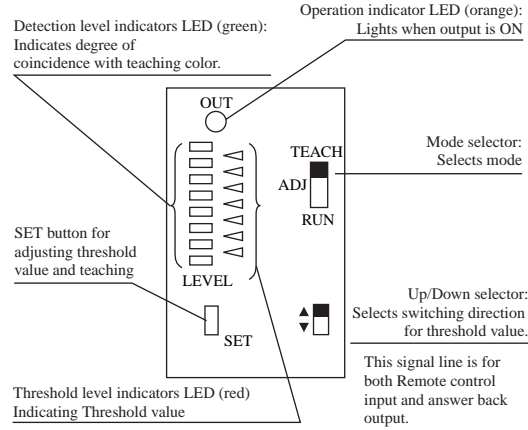 Detection level indicators LED (green):
Indicates degree of
coincidence with teaching color.
Operation indicator LED (orange):
Lights when output is ON
OUT
TEACH
ADJ
RUN
Mode selector:
Selects mode
SET button for
adjusting threshold
value and teaching
LEVEL
SET
▲
▼
Up/Down selector:
Selects switching direction
for threshold value.
This signal line is for
both Remote control
input and answer back
output.
Threshold level indicators LED (red)
Indicating Threshold value